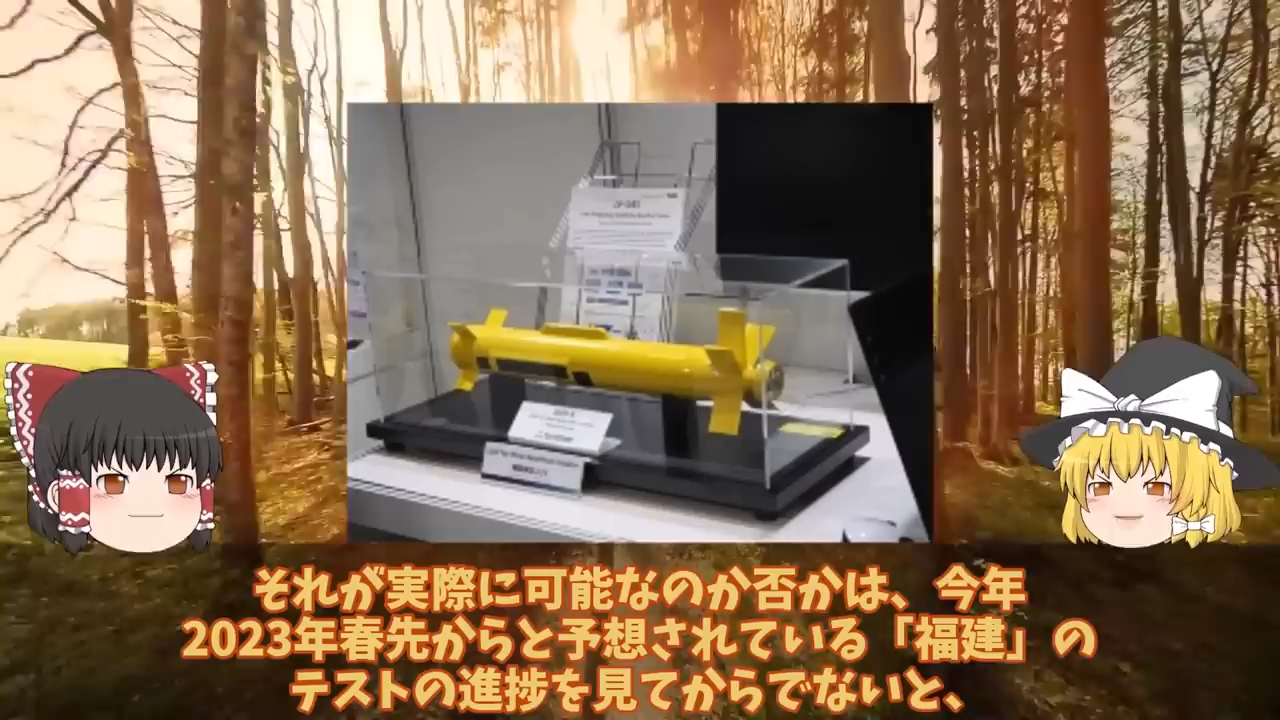 それが実際に可能なのか否かは、今年
2023年春先からと予想されている「福建」の
テストの進捗を見てからでないと、